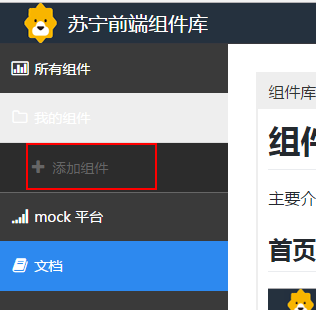 苏宁前端组件库
所有组件
我的组件
添加组件
mock 平台
文档
组件库
组件
主要介
首页